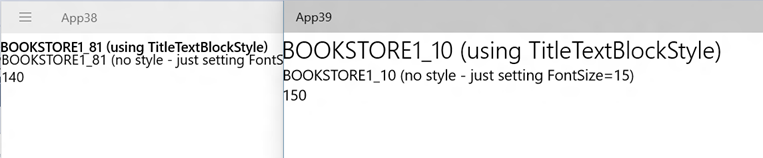 App38
BOOKSTORE1_81 (using TitleTextBlockStyle)
BOOKSTORE1_81 (no style - just setting FontS
140
App39
BOOKSTORE1_10 (using TitleTextBlockStyle)
BOOKSTORE1_10 (no style - just setting FontSize=15)
150